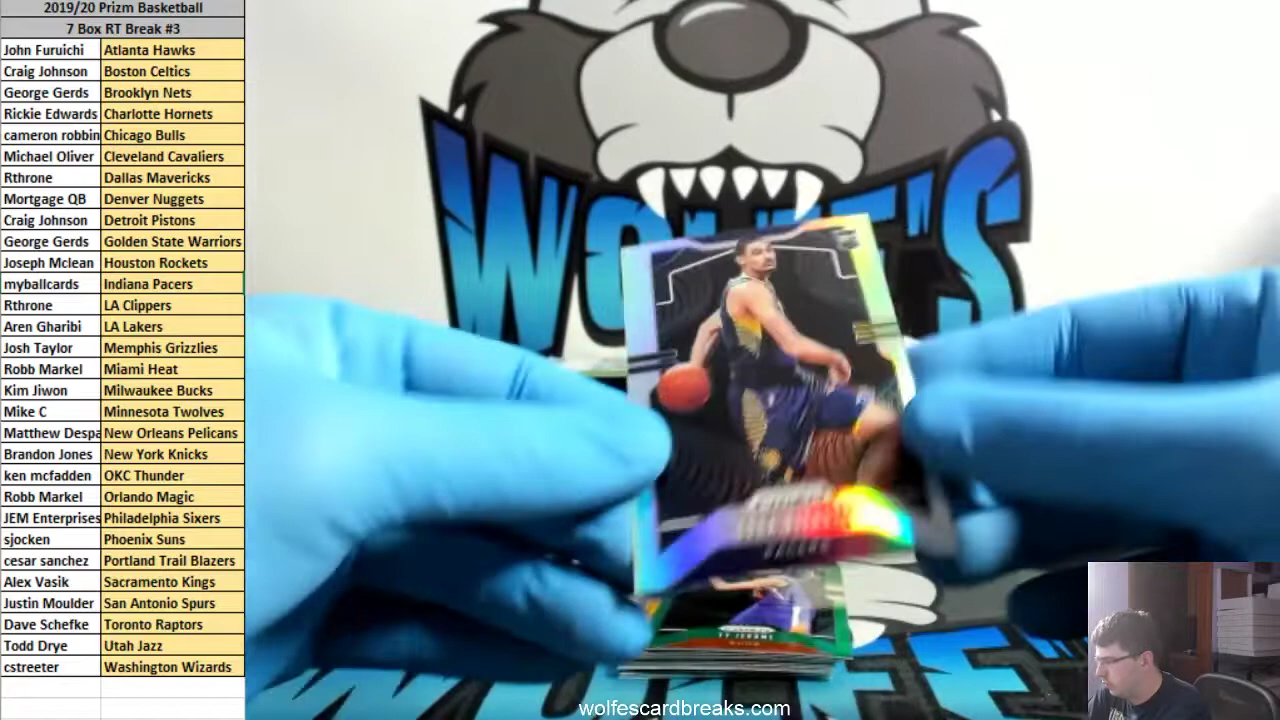 2019/20 Prizm Basketball
7 Box RT Break #3
John Furuichi Atlanta Hawks
Craig Johnson Boston Celtics
George Gerds Brooklyn Nets
Rickie Edwards Charlotte Hornets
cameron robbin Chicago Bulls
Michael Oliver Cleveland Cavaliers
Rthrone Dallas Mavericks
Mortgage QB Denver Nuggets
Craig Johnson Detroit Pistons
George Gerds Golden State Warriors
Joseph Mclean Houston Rockets
myballcards Indiana Pacers
Rthrone LA Clippers
Aren Gharibi LA Lakers
Josh Taylor Memphis Grizzlies
Robb Markel Miami Heat
Kim Jiwon Milwaukee Bucks
Mike C Minnesota Twolves
Matthew Despa New Orleans Pelicans
Brandon Jones New York Knicks
ken mcfadden OKC Thunder
Robb Markel Orlando Magic
JEM Enterprises Philadelphia Sixers
sjocken Phoenix Suns
cesar sanchez Portland Trail Blazers
Alex Vasik Sacramento Kings
Justin Moulder San Antonio Spurs
Dave Schefke Toronto Raptors
Todd Drye Utah Jazz
cstreeter Washington Wizards
WOLFE'S
TY JEROME
wolfescardbreaks.com